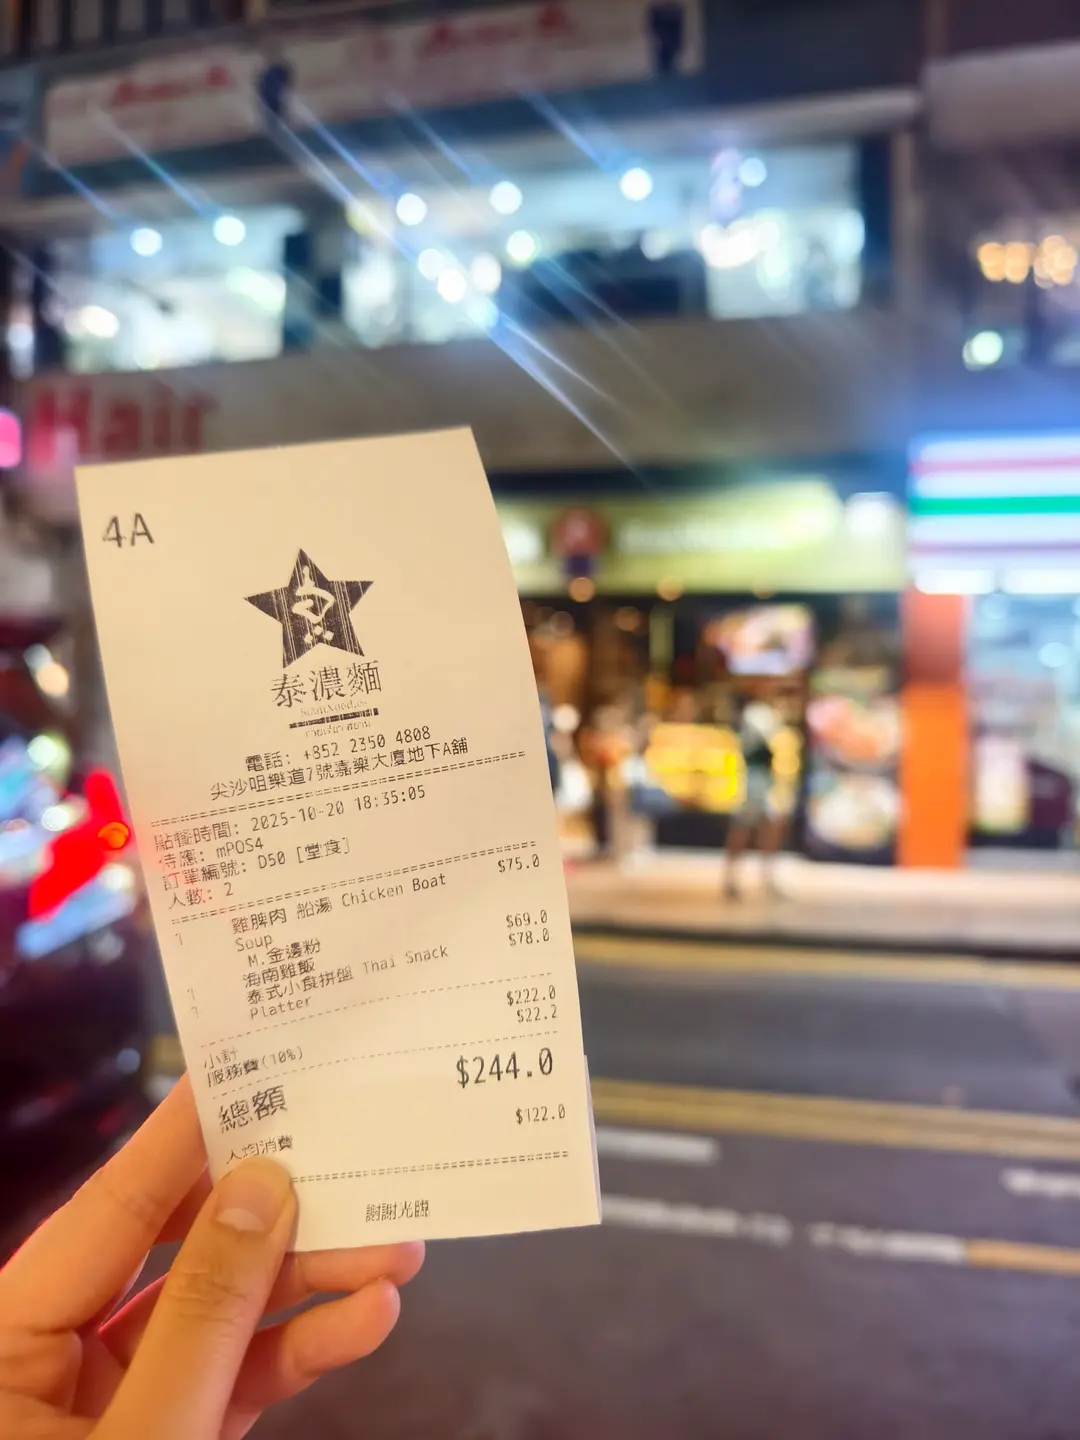 Hair
4A
泰濃麵
SiamNoodles
電話: +852 2350 4808
尖沙咀樂道7號嘉樂大廈地下A舖
點餐時間: 2025-10-20 18:35:05
侍應: mPOS4
訂單編號: D50 [堂食]
人數: 2
1 雞脾肉 船湯 Chicken Boat $75.0
Soup
M.金邊粉
1 海南雞飯 $69.0
1 泰式小食拼盤 Thai Snack $78.0
Platter
小計 $222.0
服務費(10%) $22.2
總額 $244.0
人均消費 $122.0
謝謝光臨